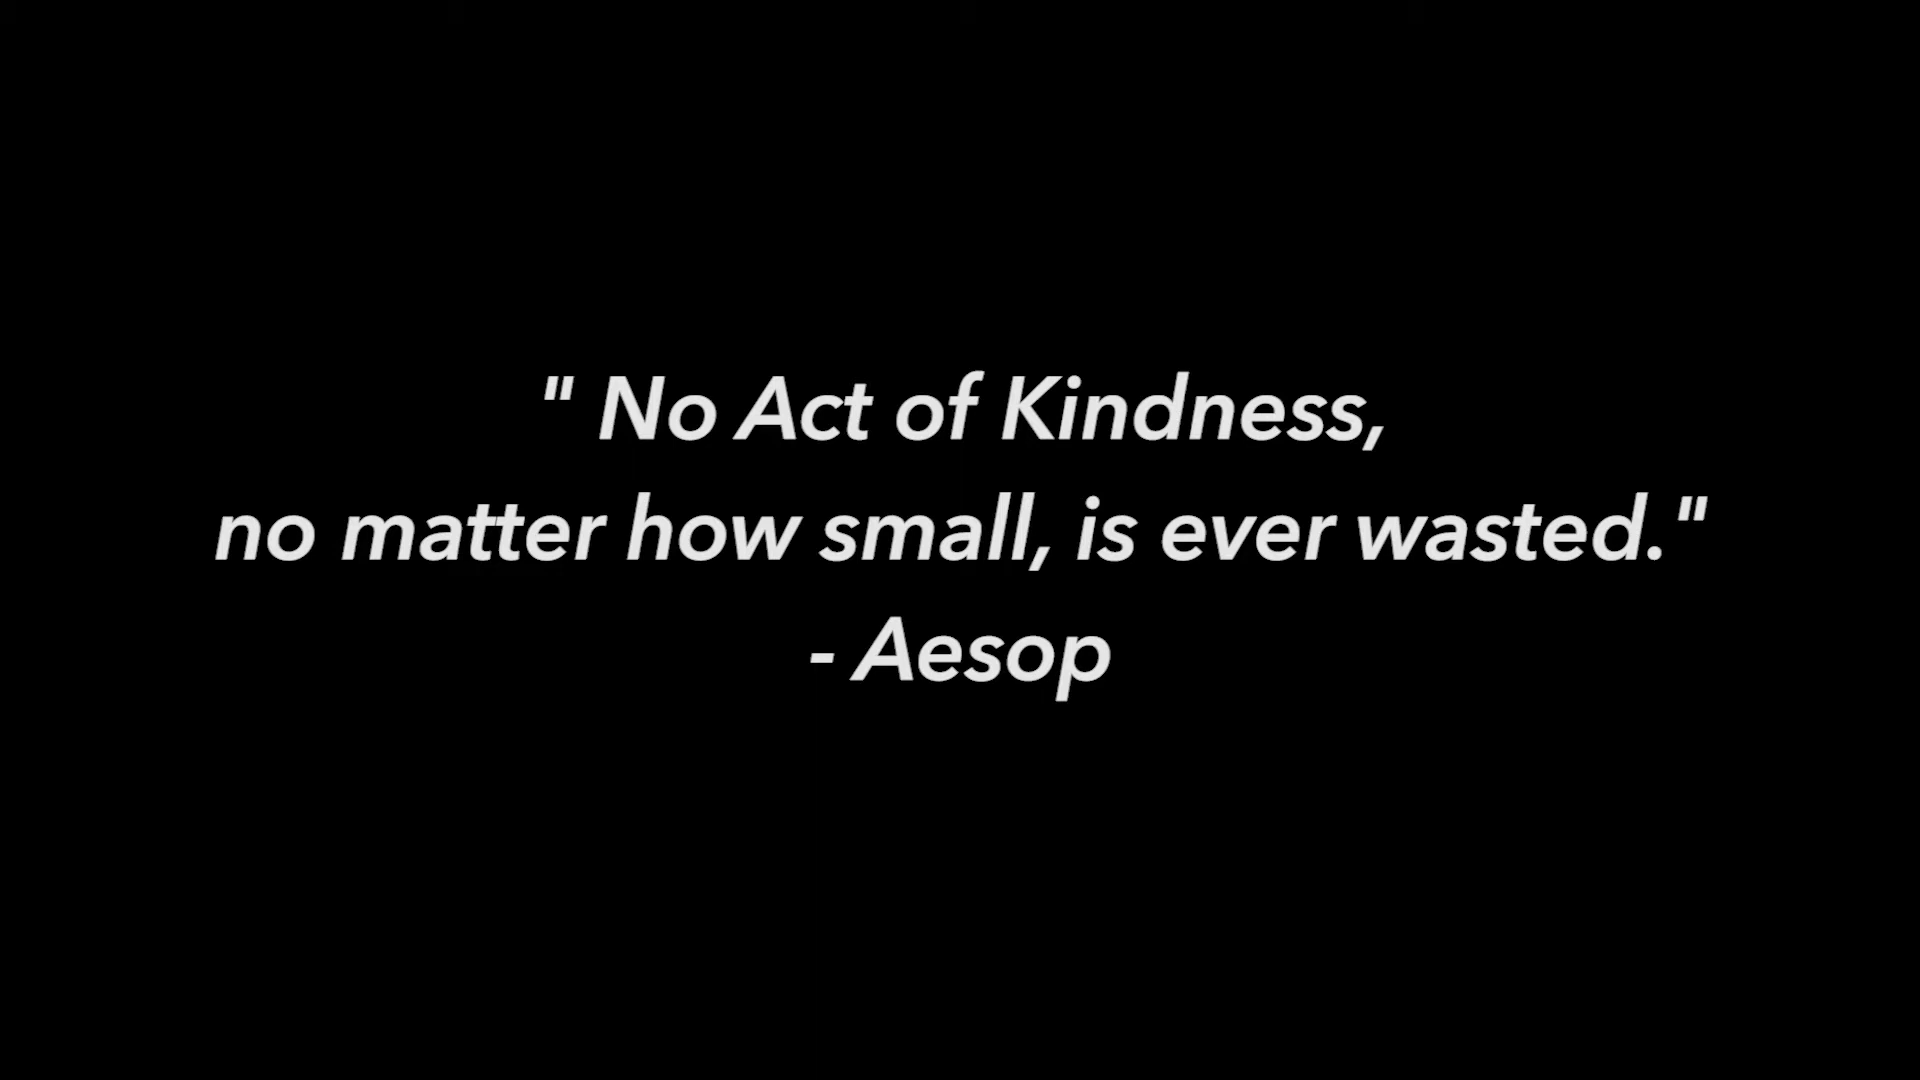 " No Act of Kindness,
no matter how small, is ever wasted."
- Aesop